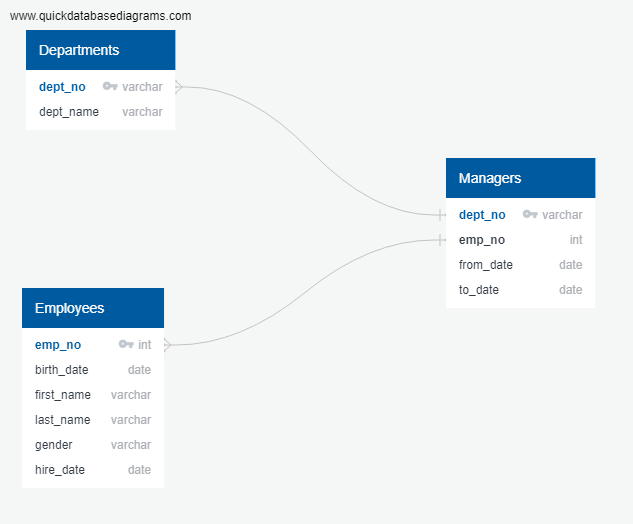 www.quickdatabasediagrams.com
Departments
dept_no varchar
dept_name varchar
Managers
dept_no varchar
emp_no int
from_date date
to_date date
Employees
emp_no int
birth_date date
first_name varchar
last_name varchar
gender varchar
hire_date date